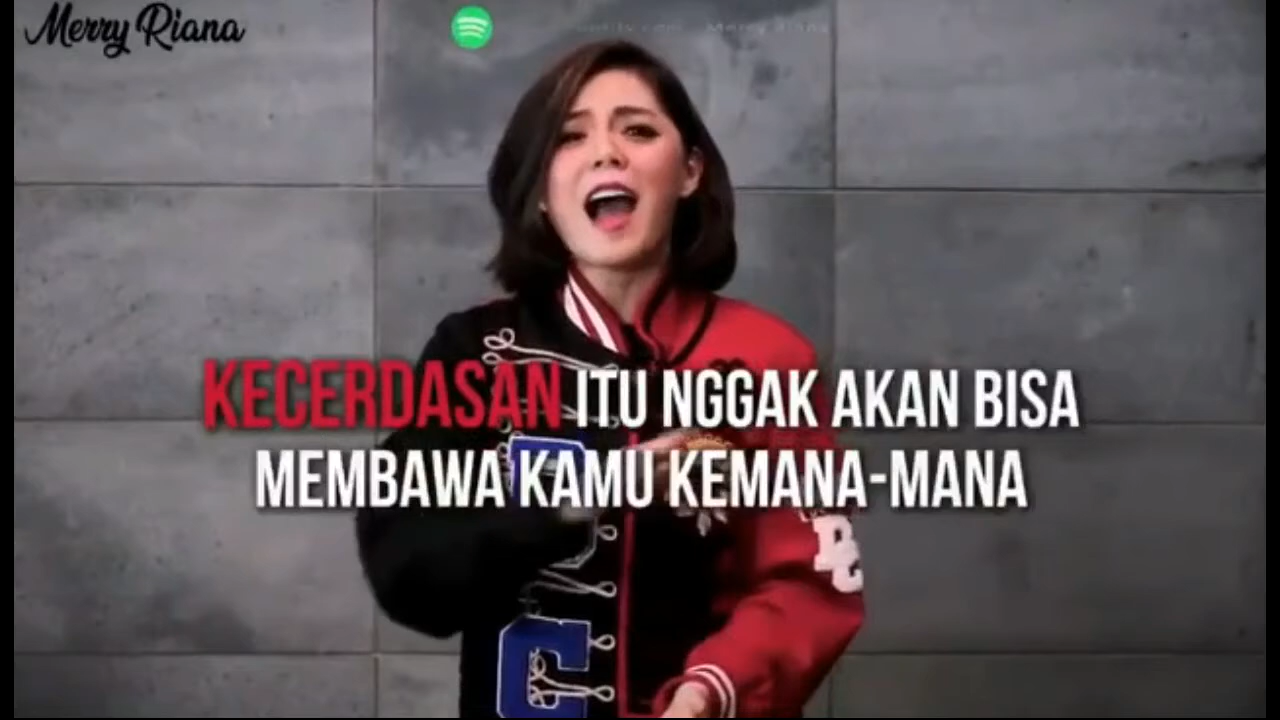 Merry Riana
KECERDASAN ITU NGGAK AKAN BISA
MEMBAWA KAMU KEMANA-MANA